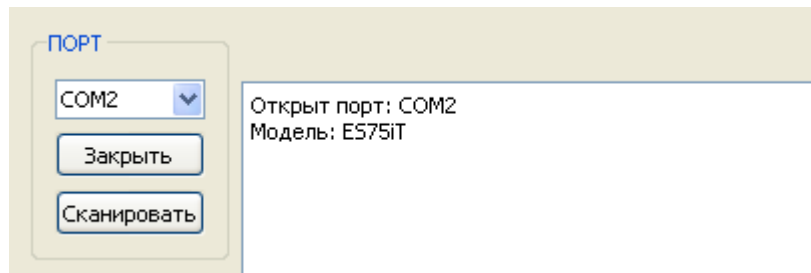 ПОРТ
COM2
Закрыть
Сканировать
Открыт порт: COM2
Модель: ES75iT